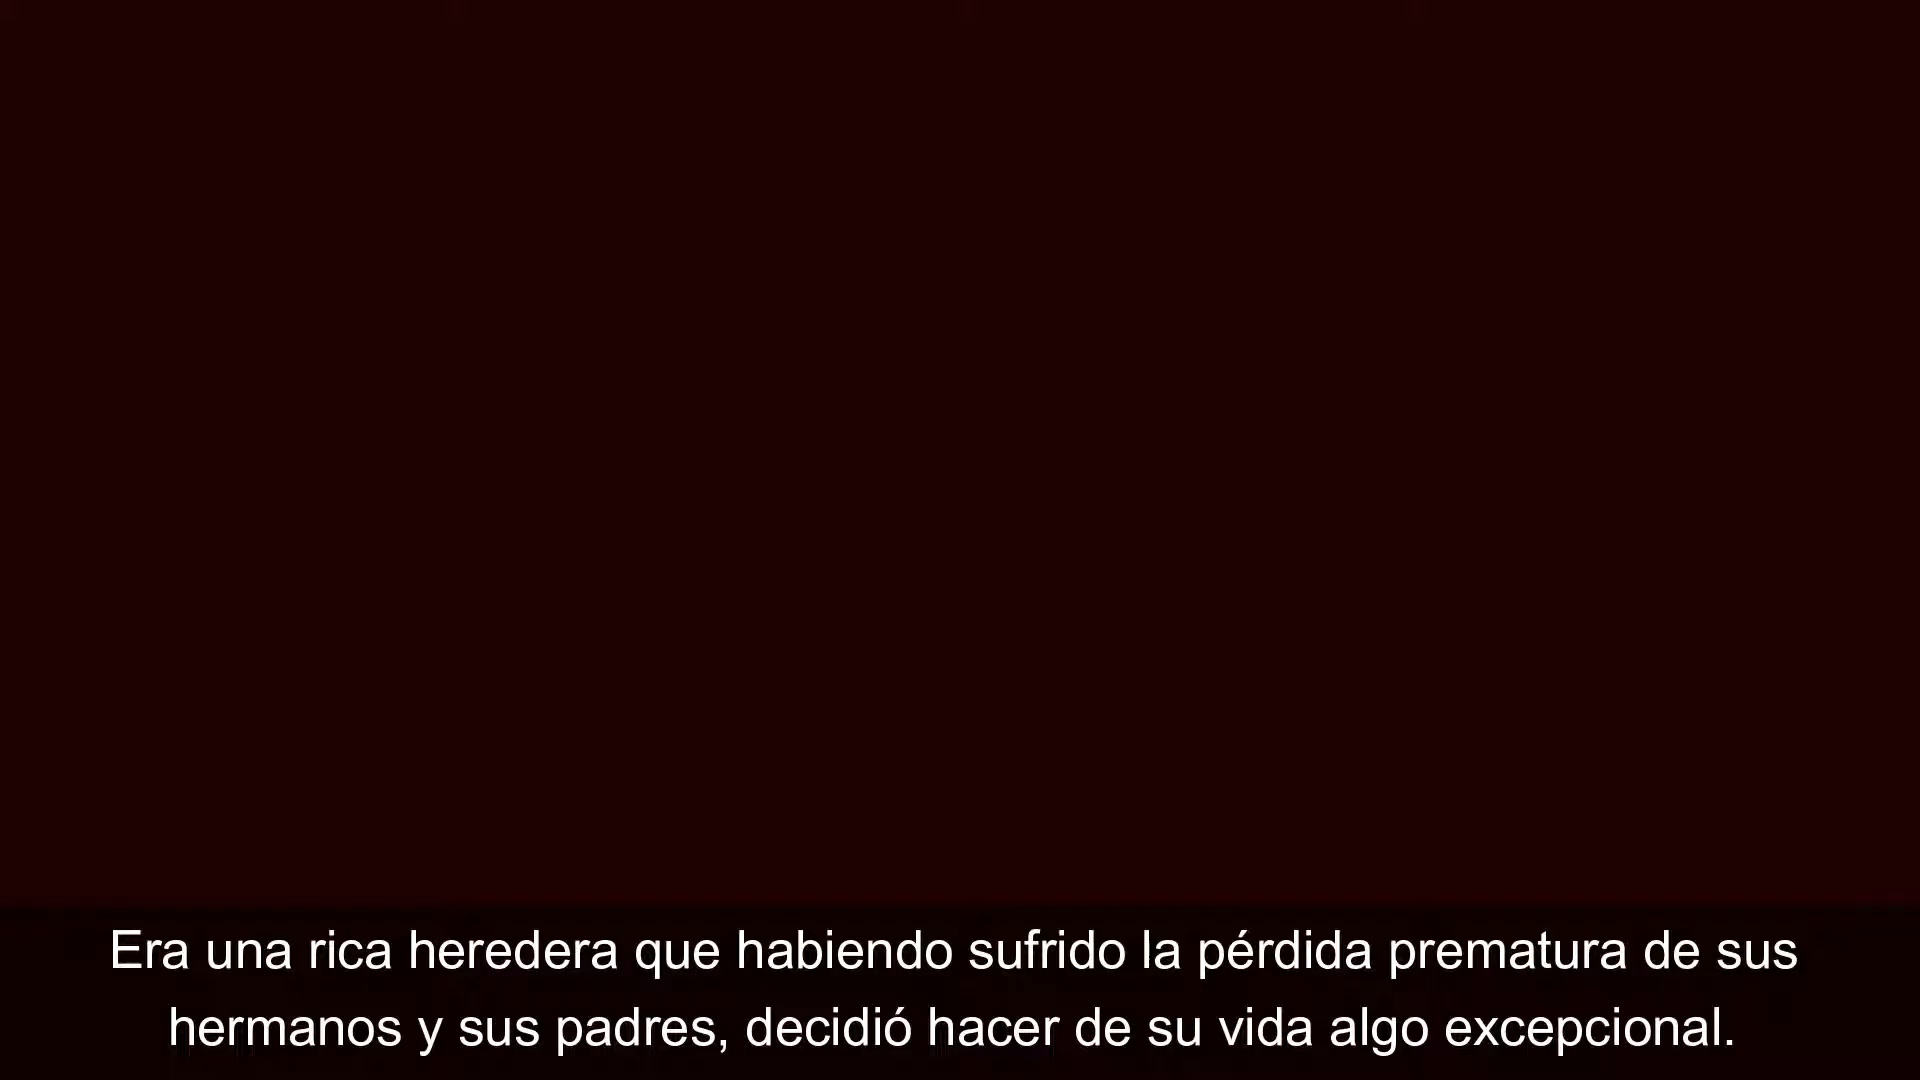 Era una rica heredera que habiendo sufrido la pérdida prematura de sus
hermanos y sus padres, decidió hacer de su vida algo excepcional.